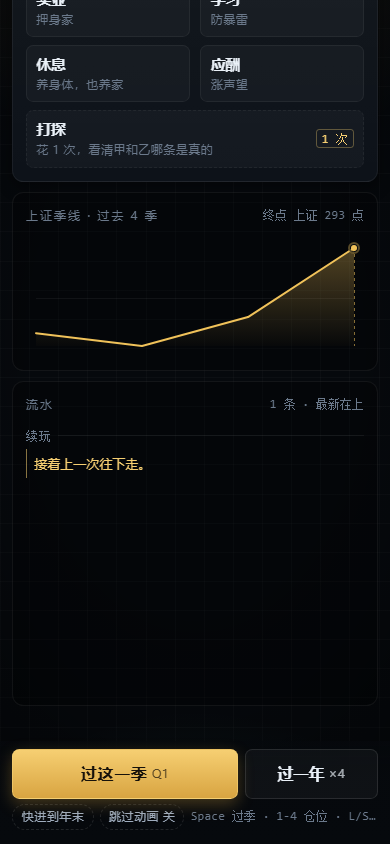 押身家
防暴雷
休息
养身体，也养家
应酬
涨声望
打探
花 1 次，看清甲和乙哪条是真的
1 次
上证季线 · 过去 4 季
终点 上证 293 点
流水
1 条 · 最新在上
续玩
接着上一次往下走。
过这一季 Q1
过一年 ×4
快进到年末
跳过动画 关
Space 过季 · 1-4 仓位 · L/S…